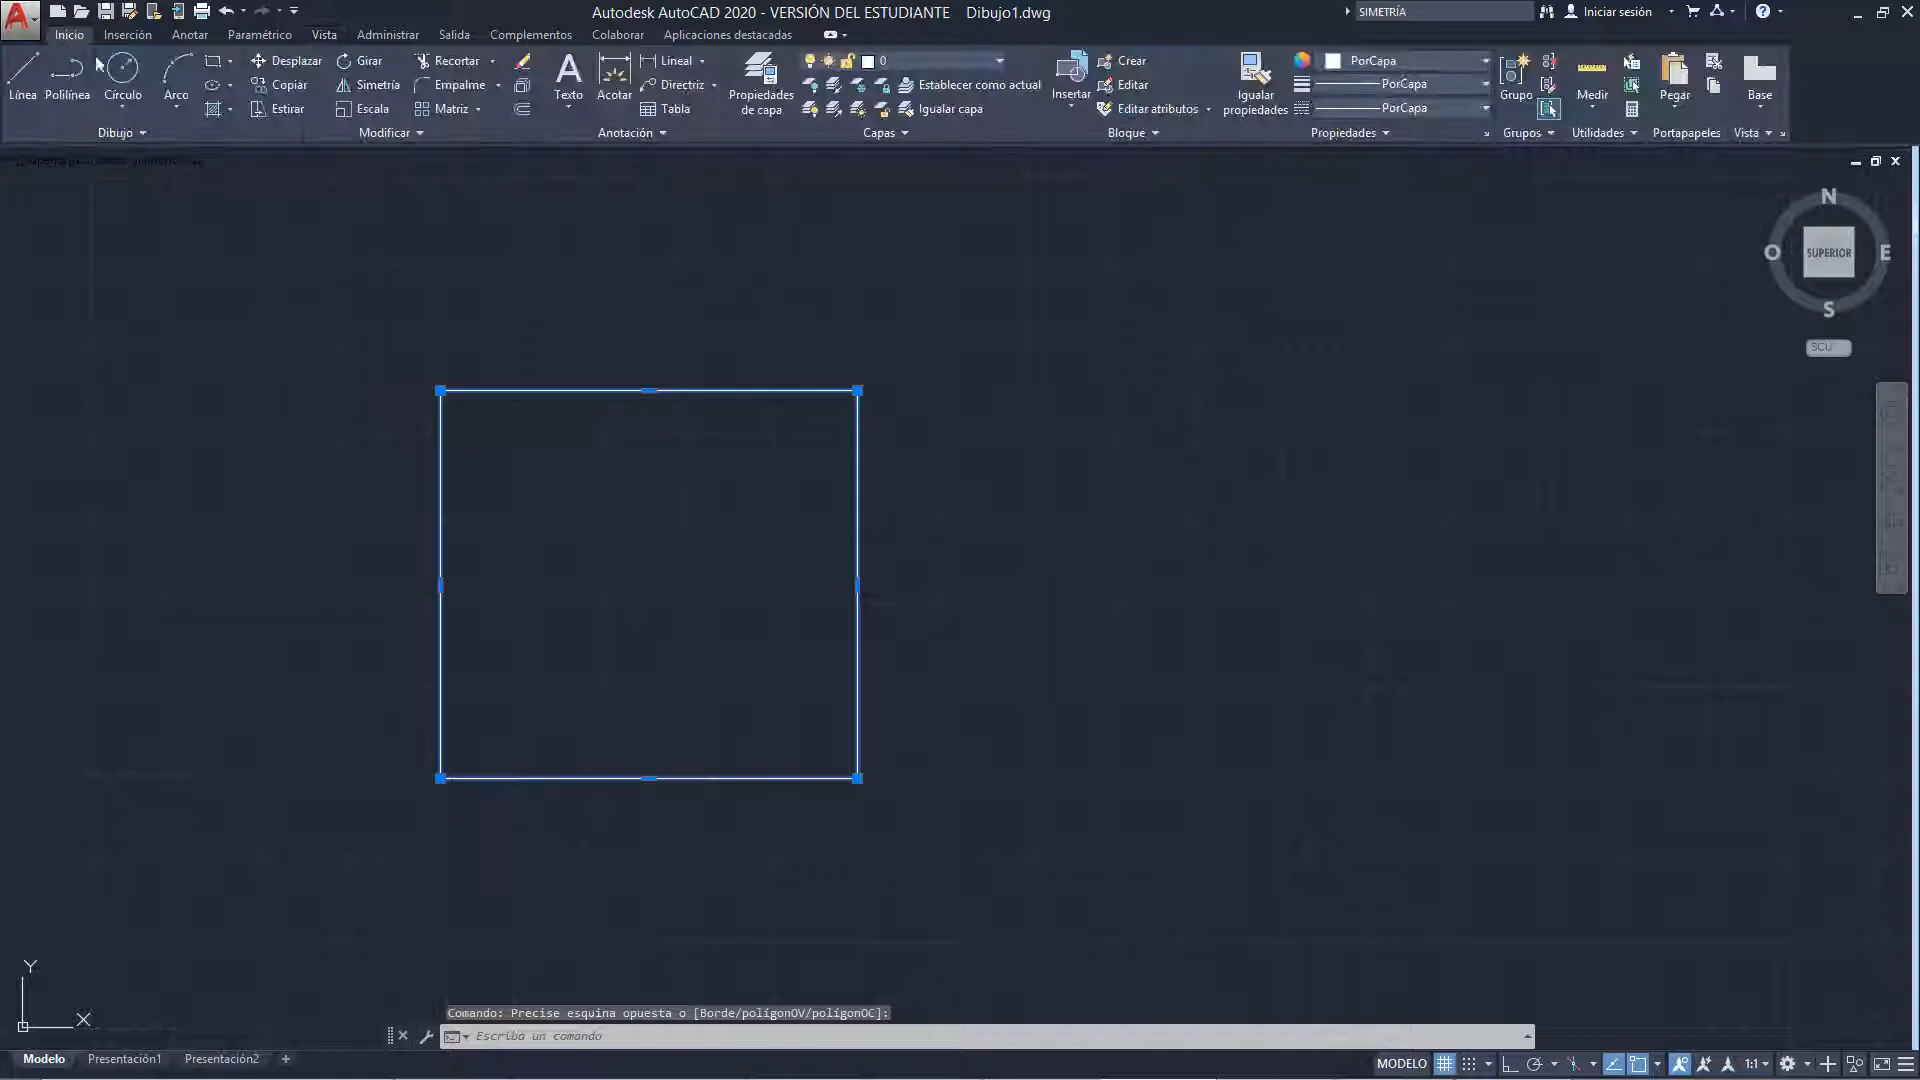 Autodesk AutoCAD 2020 - VERSIÓN DEL ESTUDIANTE Dibujo1.dwg
SIMETRÍA
Iniciar sesión
Inicio Inserción Anotar Paramétrico Vista Administrar Salida Complementos Colaborar Aplicaciones destacadas
Línea Polilínea Círculo Arco
Desplazar Girar Recortar
Copiar Simetría Empalme
Estirar Escala Matriz
Texto Acotar
Lineal
Directriz
Tabla
Propiedades
de capa
0
Establecer como actual
Igualar capa
Insertar
Crear
Editar
Editar atributos
Igualar
propiedades
PorCapa
PorCapa
PorCapa
Grupo Medir Pegar Base
Dibujo Modificar Anotación Capas Bloque Propiedades Grupos Utilidades Portapapeles Vista
N
O SUPERIOR E
S
SCU
Y
X
Comando: Precise esquina opuesta o [Borde/polígonOV/polígonOC]:
Escriba un comando
Modelo Presentación1 Presentación2 +
MODELO 1:1